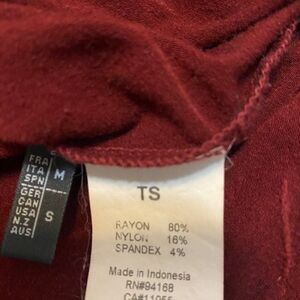 FRA
ITA
SPN
M
GER
CAN
USA
N.Z
AUS
S
TS
RAYON 80%
NYLON 16%
SPANDEX 4%
Made in Indonesia
RN#94168